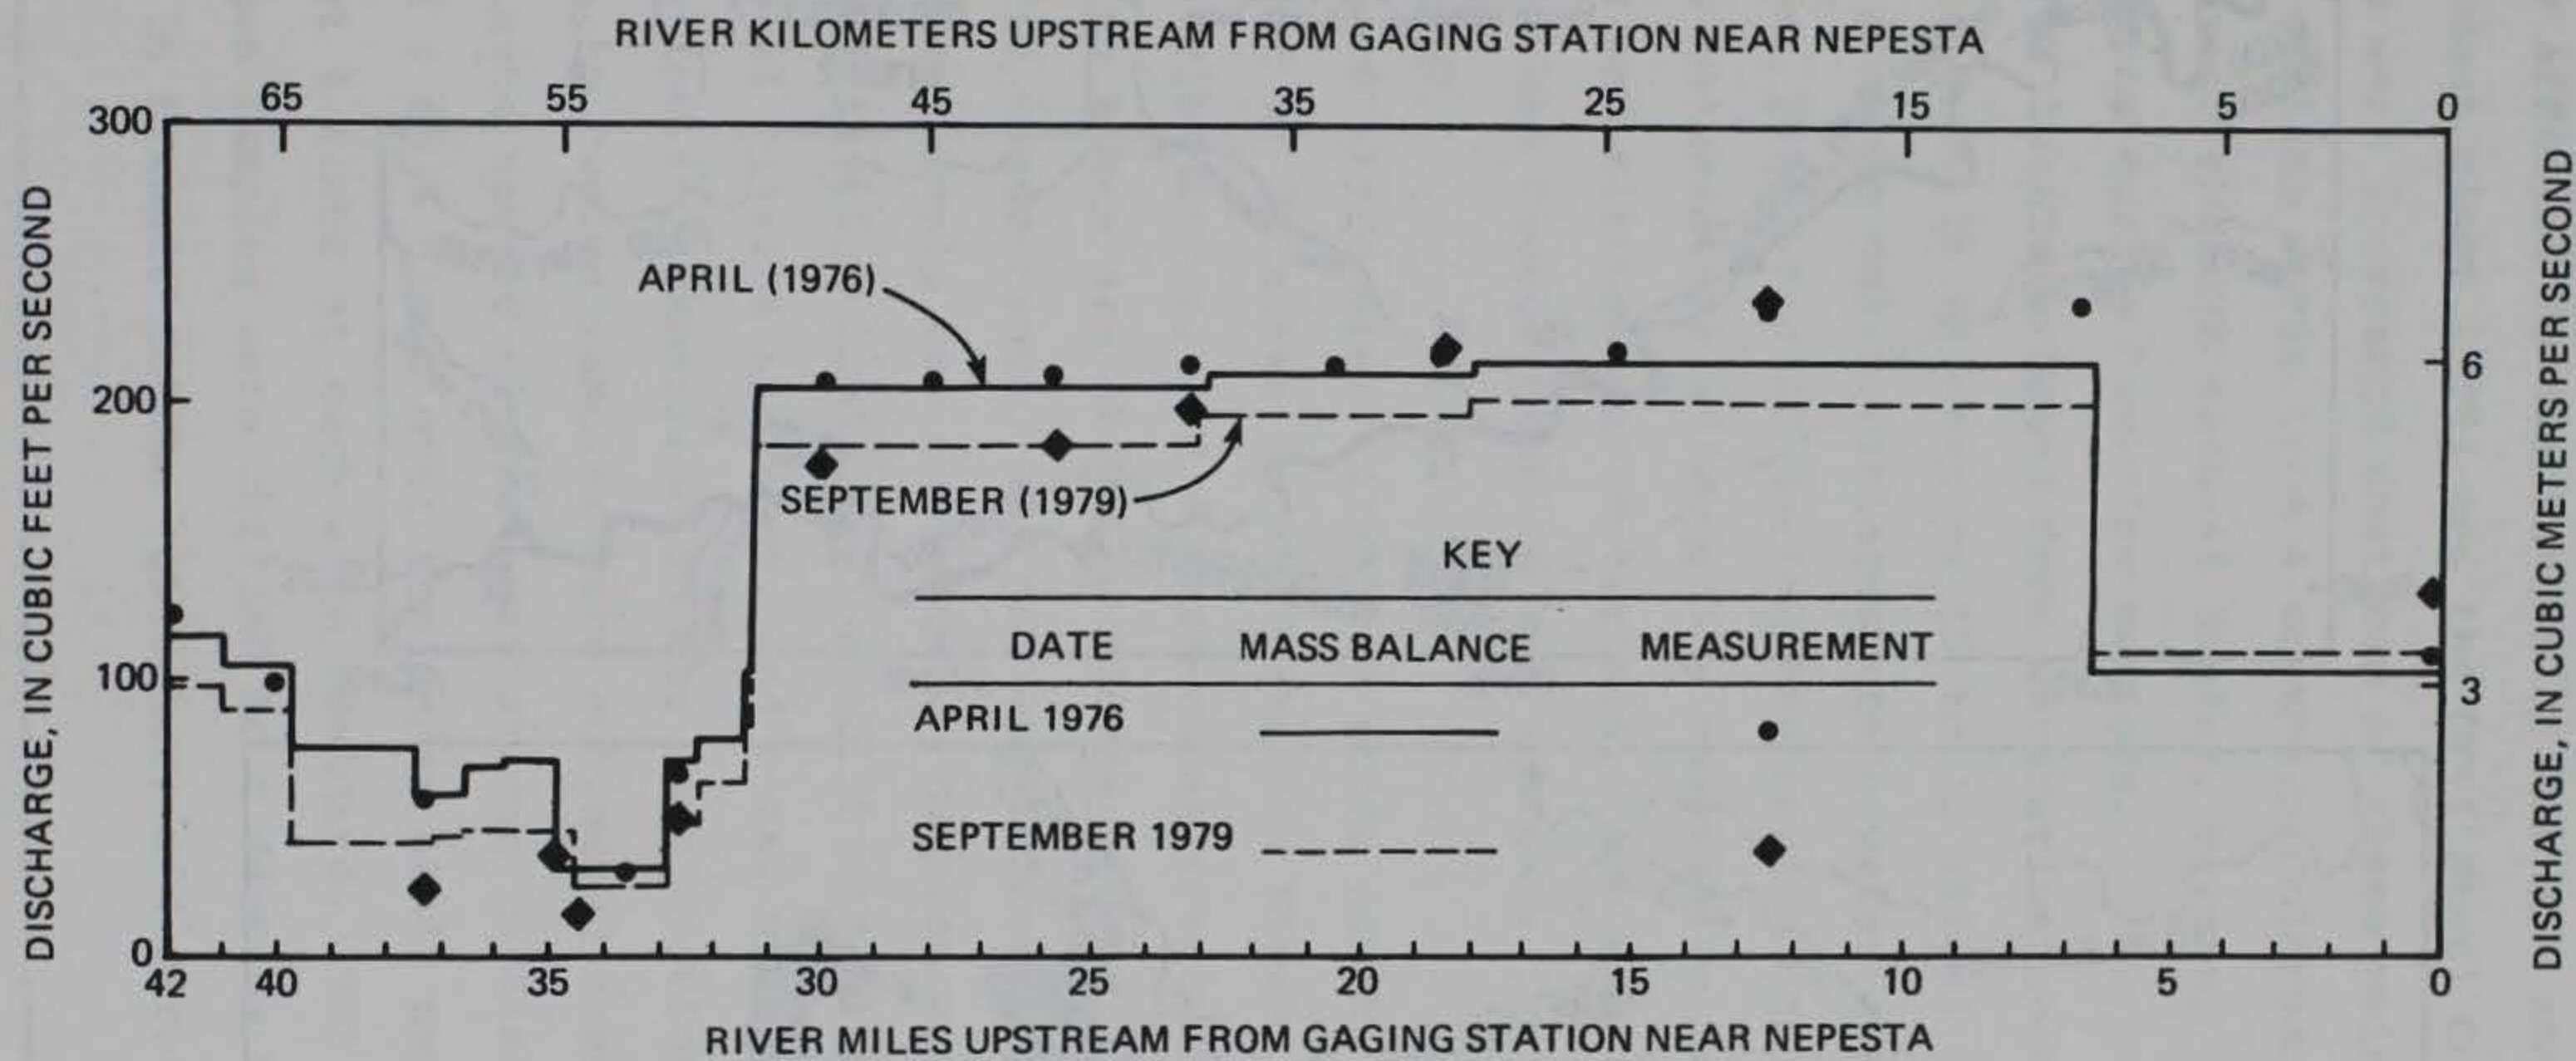 RIVER KILOMETERS UPSTREAM FROM GAGING STATION NEAR NEPESTA
65 55 45 35 25 15 5 0
300
200
100
0
DISCHARGE, IN CUBIC FEET PER SECOND
6
3
DISCHARGE, IN CUBIC METERS PER SECOND
APRIL (1976)
SEPTEMBER (1979)
KEY
DATE MASS BALANCE MEASUREMENT
APRIL 1976
SEPTEMBER 1979
42 40 35 30 25 20 15 10 5 0
RIVER MILES UPSTREAM FROM GAGING STATION NEAR NEPESTA